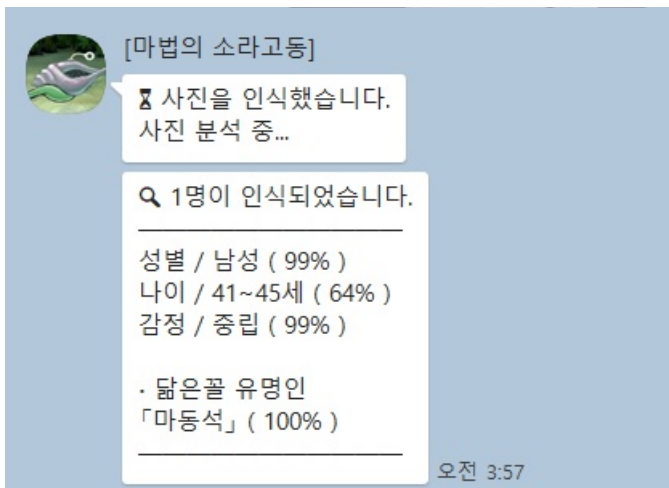 [마법의 소라고동]
⌛ 사진을 인식했습니다.
사진 분석 중...
🔍 1명이 인식되었습니다.
성별 / 남성 ( 99% )
나이 / 41~45세 ( 64% )
감정 / 중립 ( 99% )
· 닮은꼴 유명인
「마동석」 ( 100% )
오전 3:57